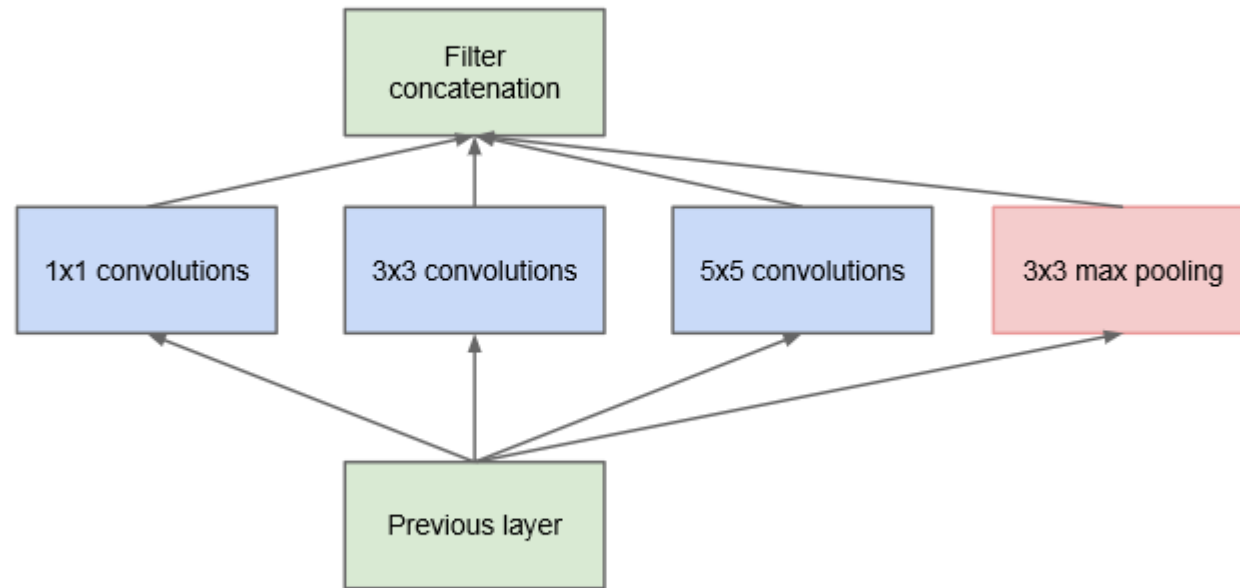 Filter
concatenation
1x1 convolutions
3x3 convolutions
5x5 convolutions
3x3 max pooling
Previous layer